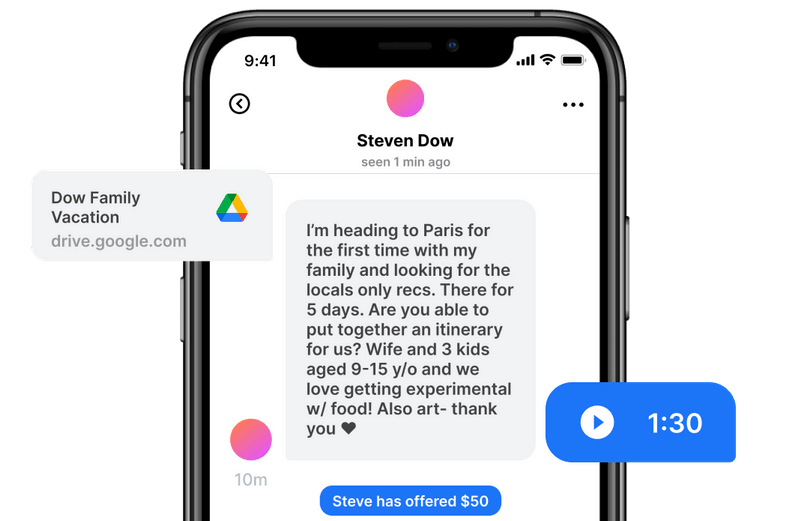 9:41
Steven Dow
seen 1 min ago
Dow Family
Vacation
drive.google.com
I'm heading to Paris for
the first time with my
family and looking for the
locals only recs. There for
5 days. Are you able to
put together an itinerary
for us? Wife and 3 kids
aged 9-15 y/o and we
love getting experimental
w/ food! Also art- thank
you ♥
1:30
10m
Steve has offered $50